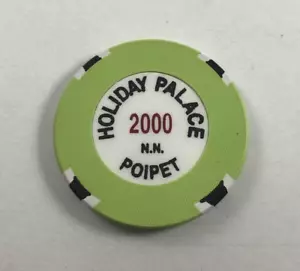 HOLIDAY PALACE
2000
N.N.
POIPET